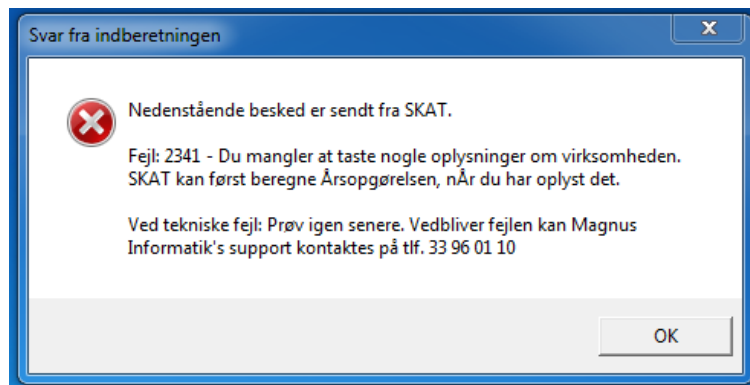 Svar fra indberetningen
x
Nedenstående besked er sendt fra SKAT.
Fejl: 2341 - Du mangler at taste nogle oplysninger om virksomheden.
SKAT kan først beregne Årsopgørelsen, nÅr du har oplyst det.
Ved tekniske fejl: Prøv igen senere. Vedbliver fejlen kan Magnus
Informatik's support kontaktes på tlf. 33 96 01 10
OK